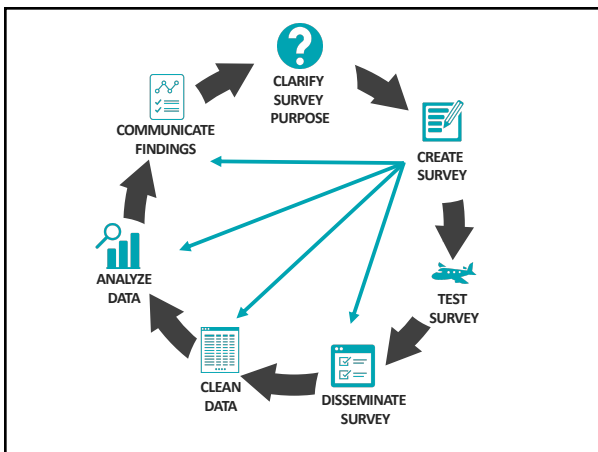 ?
CLARIFY
SURVEY
PURPOSE
CREATE
SURVEY
TEST
SURVEY
DISSEMINATE
SURVEY
CLEAN
DATA
ANALYZE
DATA
COMMUNICATE
FINDINGS